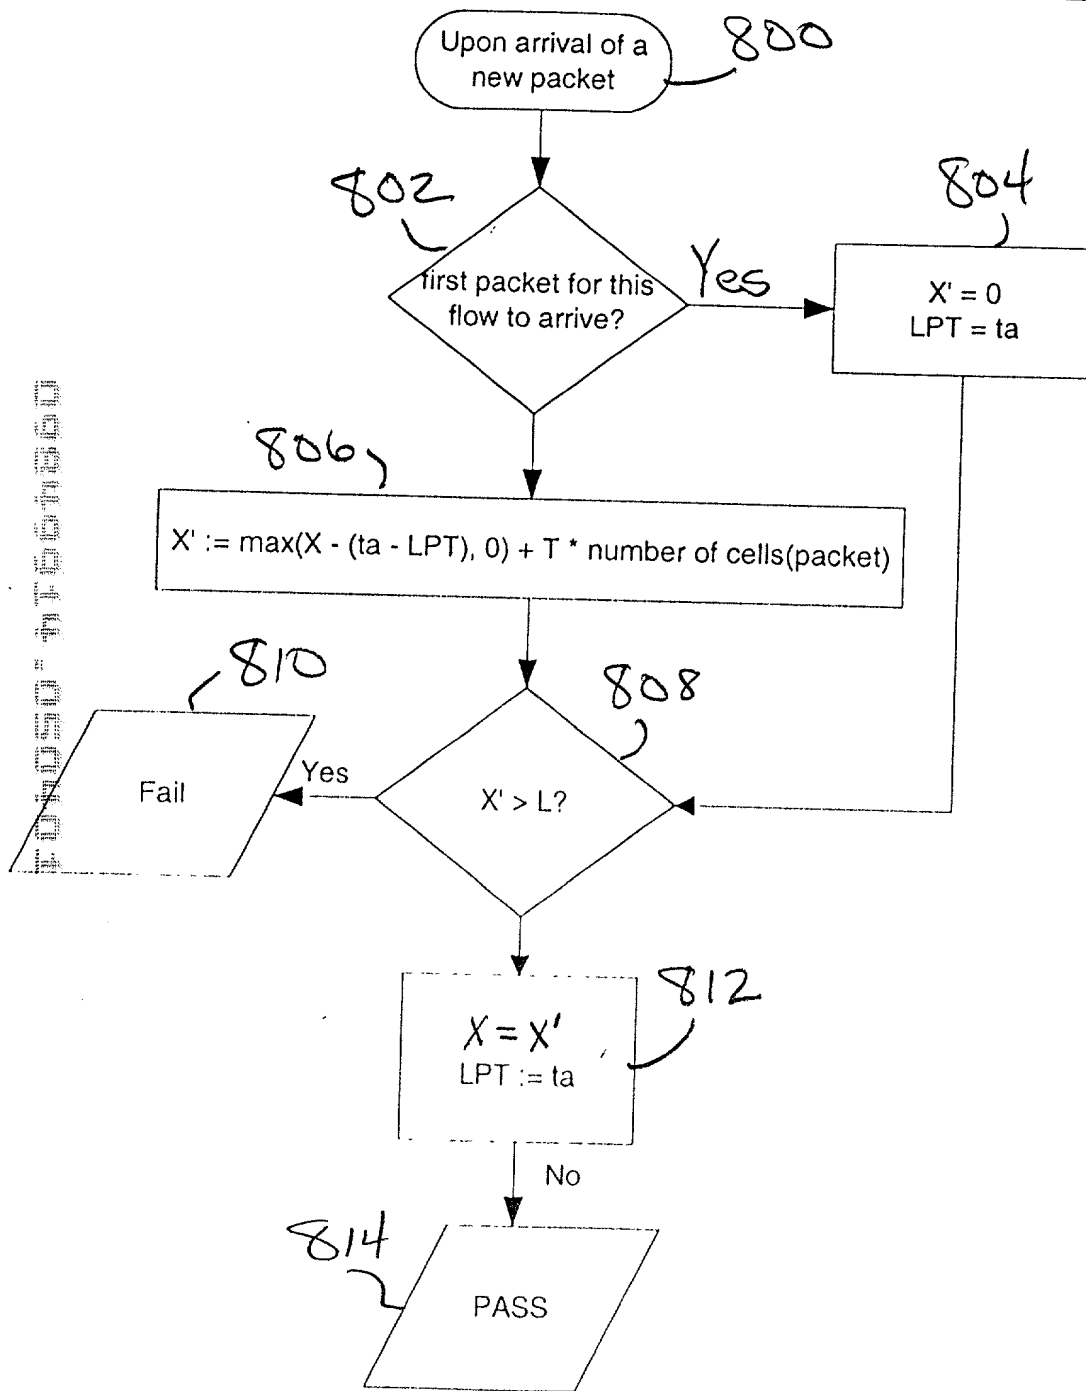 Upon arrival of a
new packet
800
802
804
first packet for this
flow to arrive?
Yes
X' = 0
LPT = ta
806
X' := max(X - (ta - LPT), 0) + T * number of cells(packet)
810
808
Fail
Yes
X' > L?
812
X = X'
LPT := ta
No
814
PASS